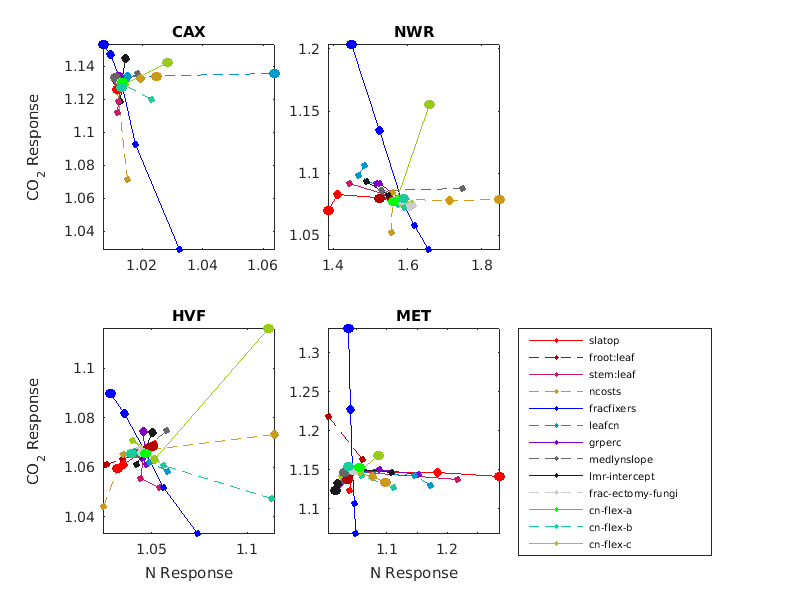 CAX
NWR
CO2 Response
1.14
1.12
1.1
1.08
1.06
1.04
1.02
1.04
1.06
1.2
1.15
1.1
1.05
1.4
1.6
1.8
HVF
MET
CO2 Response
1.1
1.08
1.06
1.04
1.05
1.1
N Response
1.3
1.25
1.2
1.15
1.1
1.1
1.2
N Response
slatop
froot:leaf
stem:leaf
ncosts
fracfixers
leafcn
grperc
medlynslope
lmr-intercept
frac-ectomy-fungi
cn-flex-a
cn-flex-b
cn-flex-c